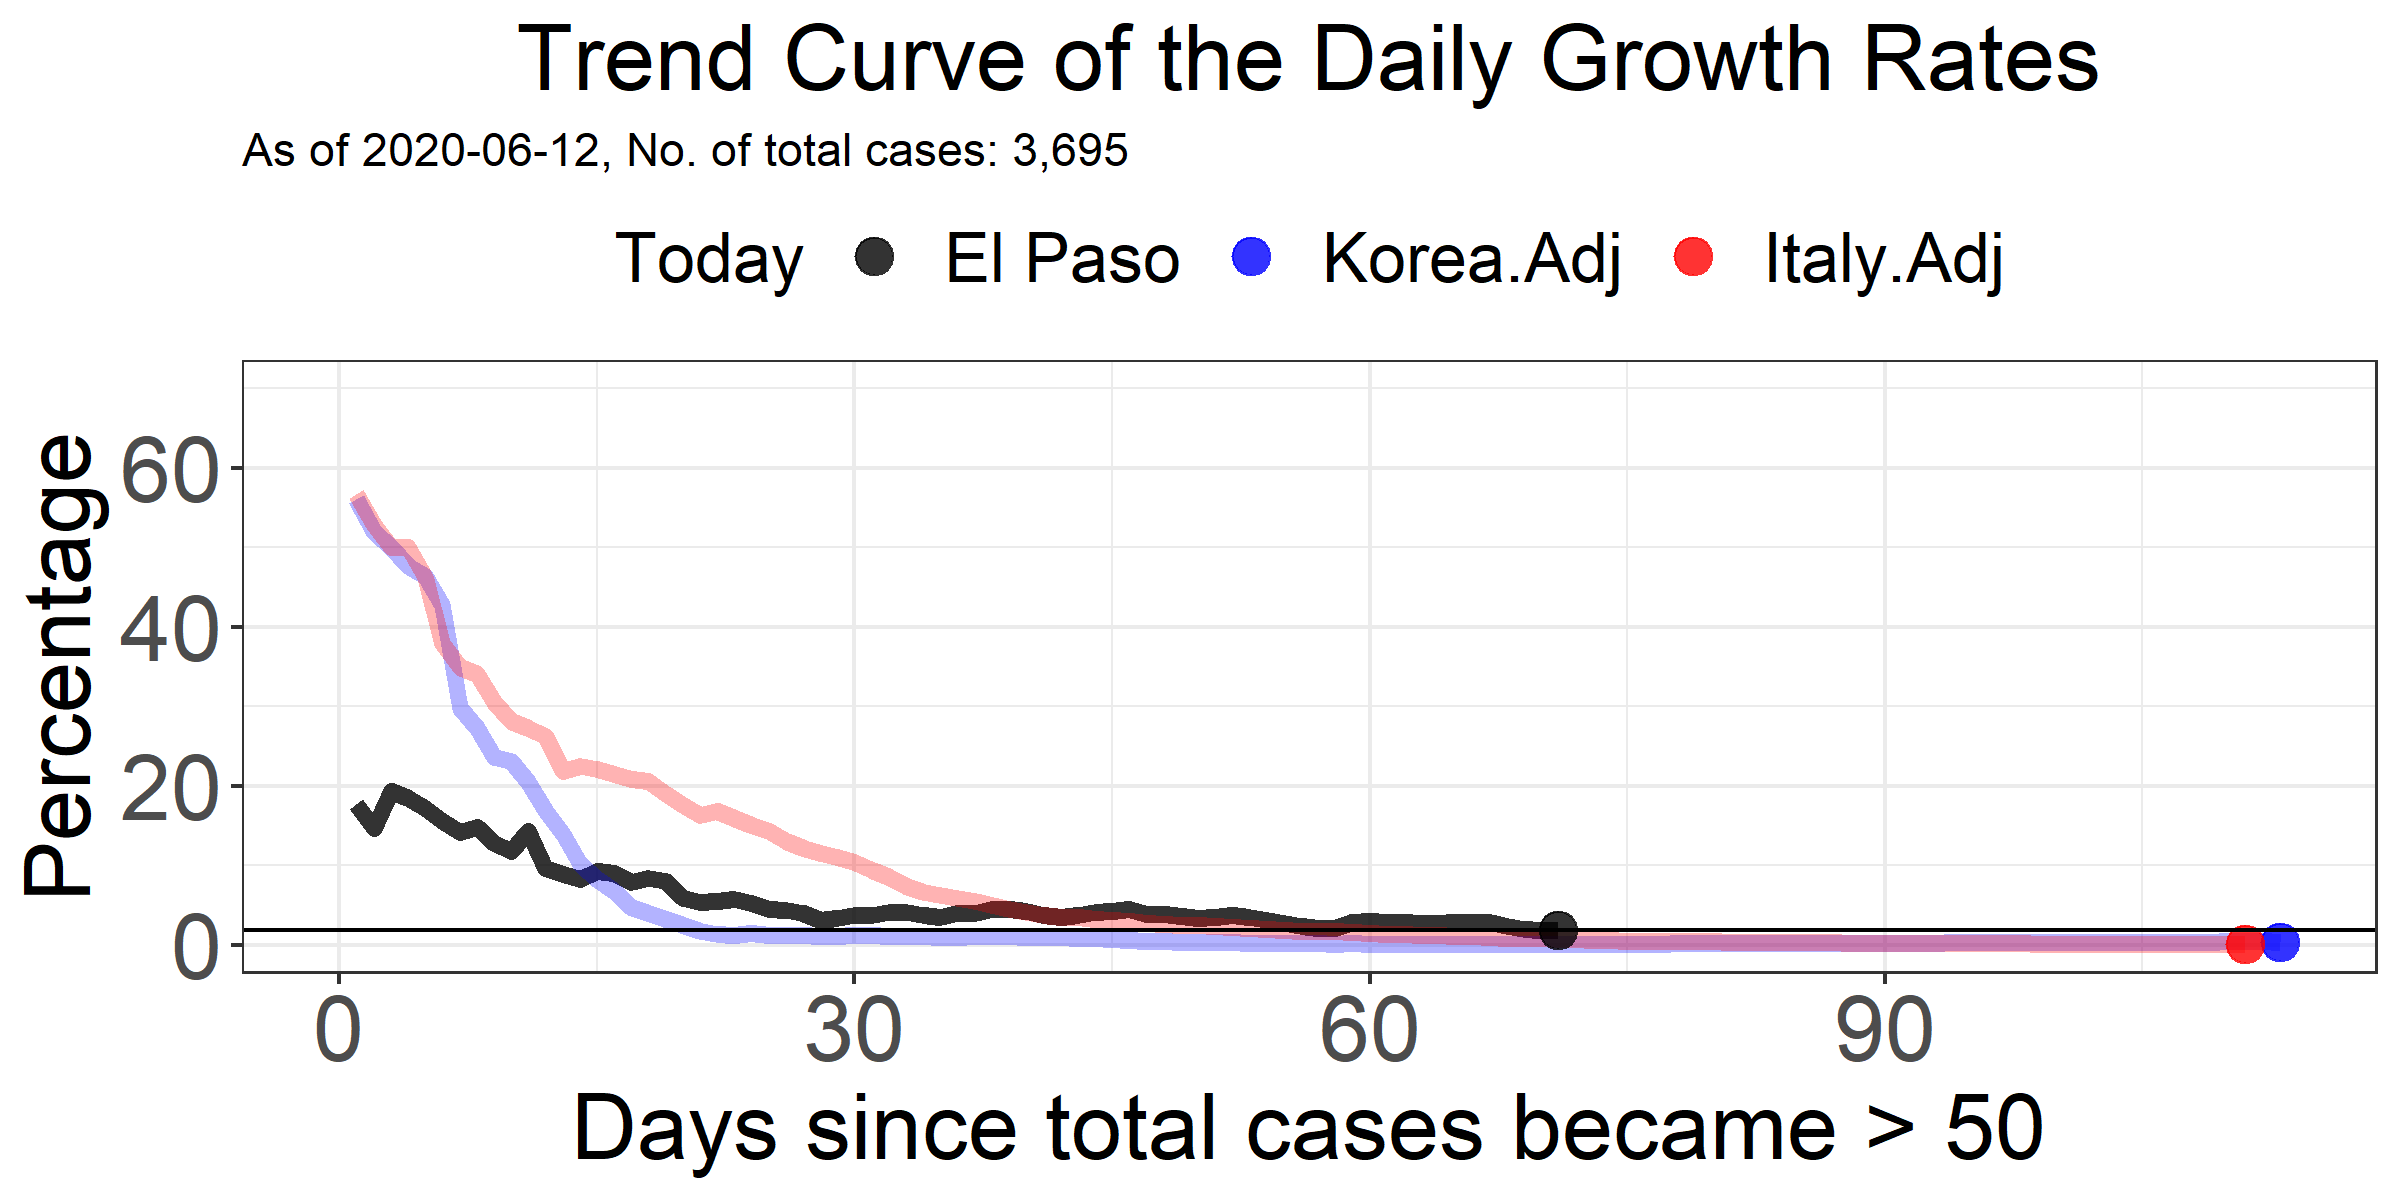 Trend Curve of the Daily Growth Rates
As of 2020-06-12, No. of total cases: 3,695
Today El Paso Korea.Adj Italy.Adj
Percentage
60
40
20
0
0 30 60 90
Days since total cases became > 50